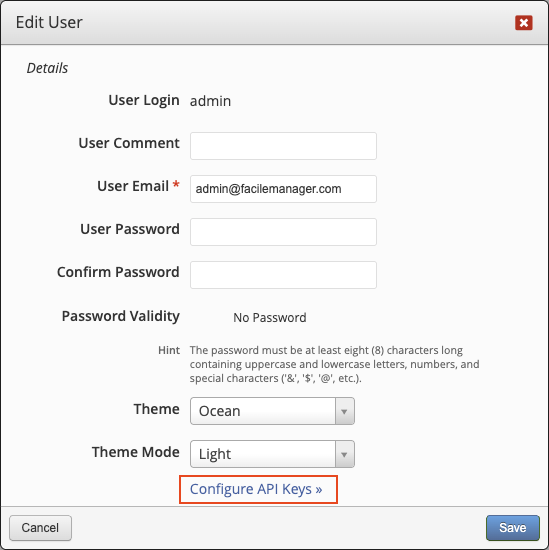 Edit User
Details
User Login admin
User Comment
User Email * admin@facilemanager.com
User Password
Confirm Password
Password Validity No Password
Hint The password must be at least eight (8) characters long
containing uppercase and lowercase letters, numbers, and
special characters ('&', '$', '@', etc.).
Theme Ocean
Theme Mode Light
Configure API Keys »
Cancel Save